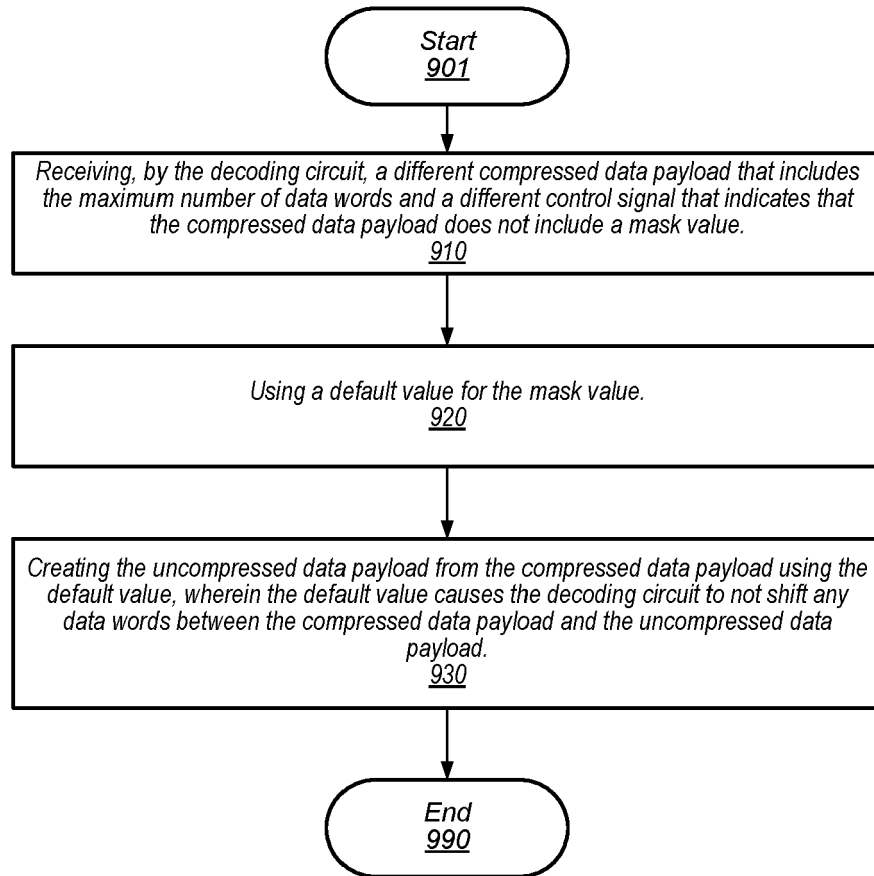 Start
901
Receiving, by the decoding circuit, a different compressed data payload that includes
the maximum number of data words and a different control signal that indicates that
the compressed data payload does not include a mask value.
910
Using a default value for the mask value.
920
Creating the uncompressed data payload from the compressed data payload using the
default value, wherein the default value causes the decoding circuit to not shift any
data words between the compressed data payload and the uncompressed data
payload.
930
End
990